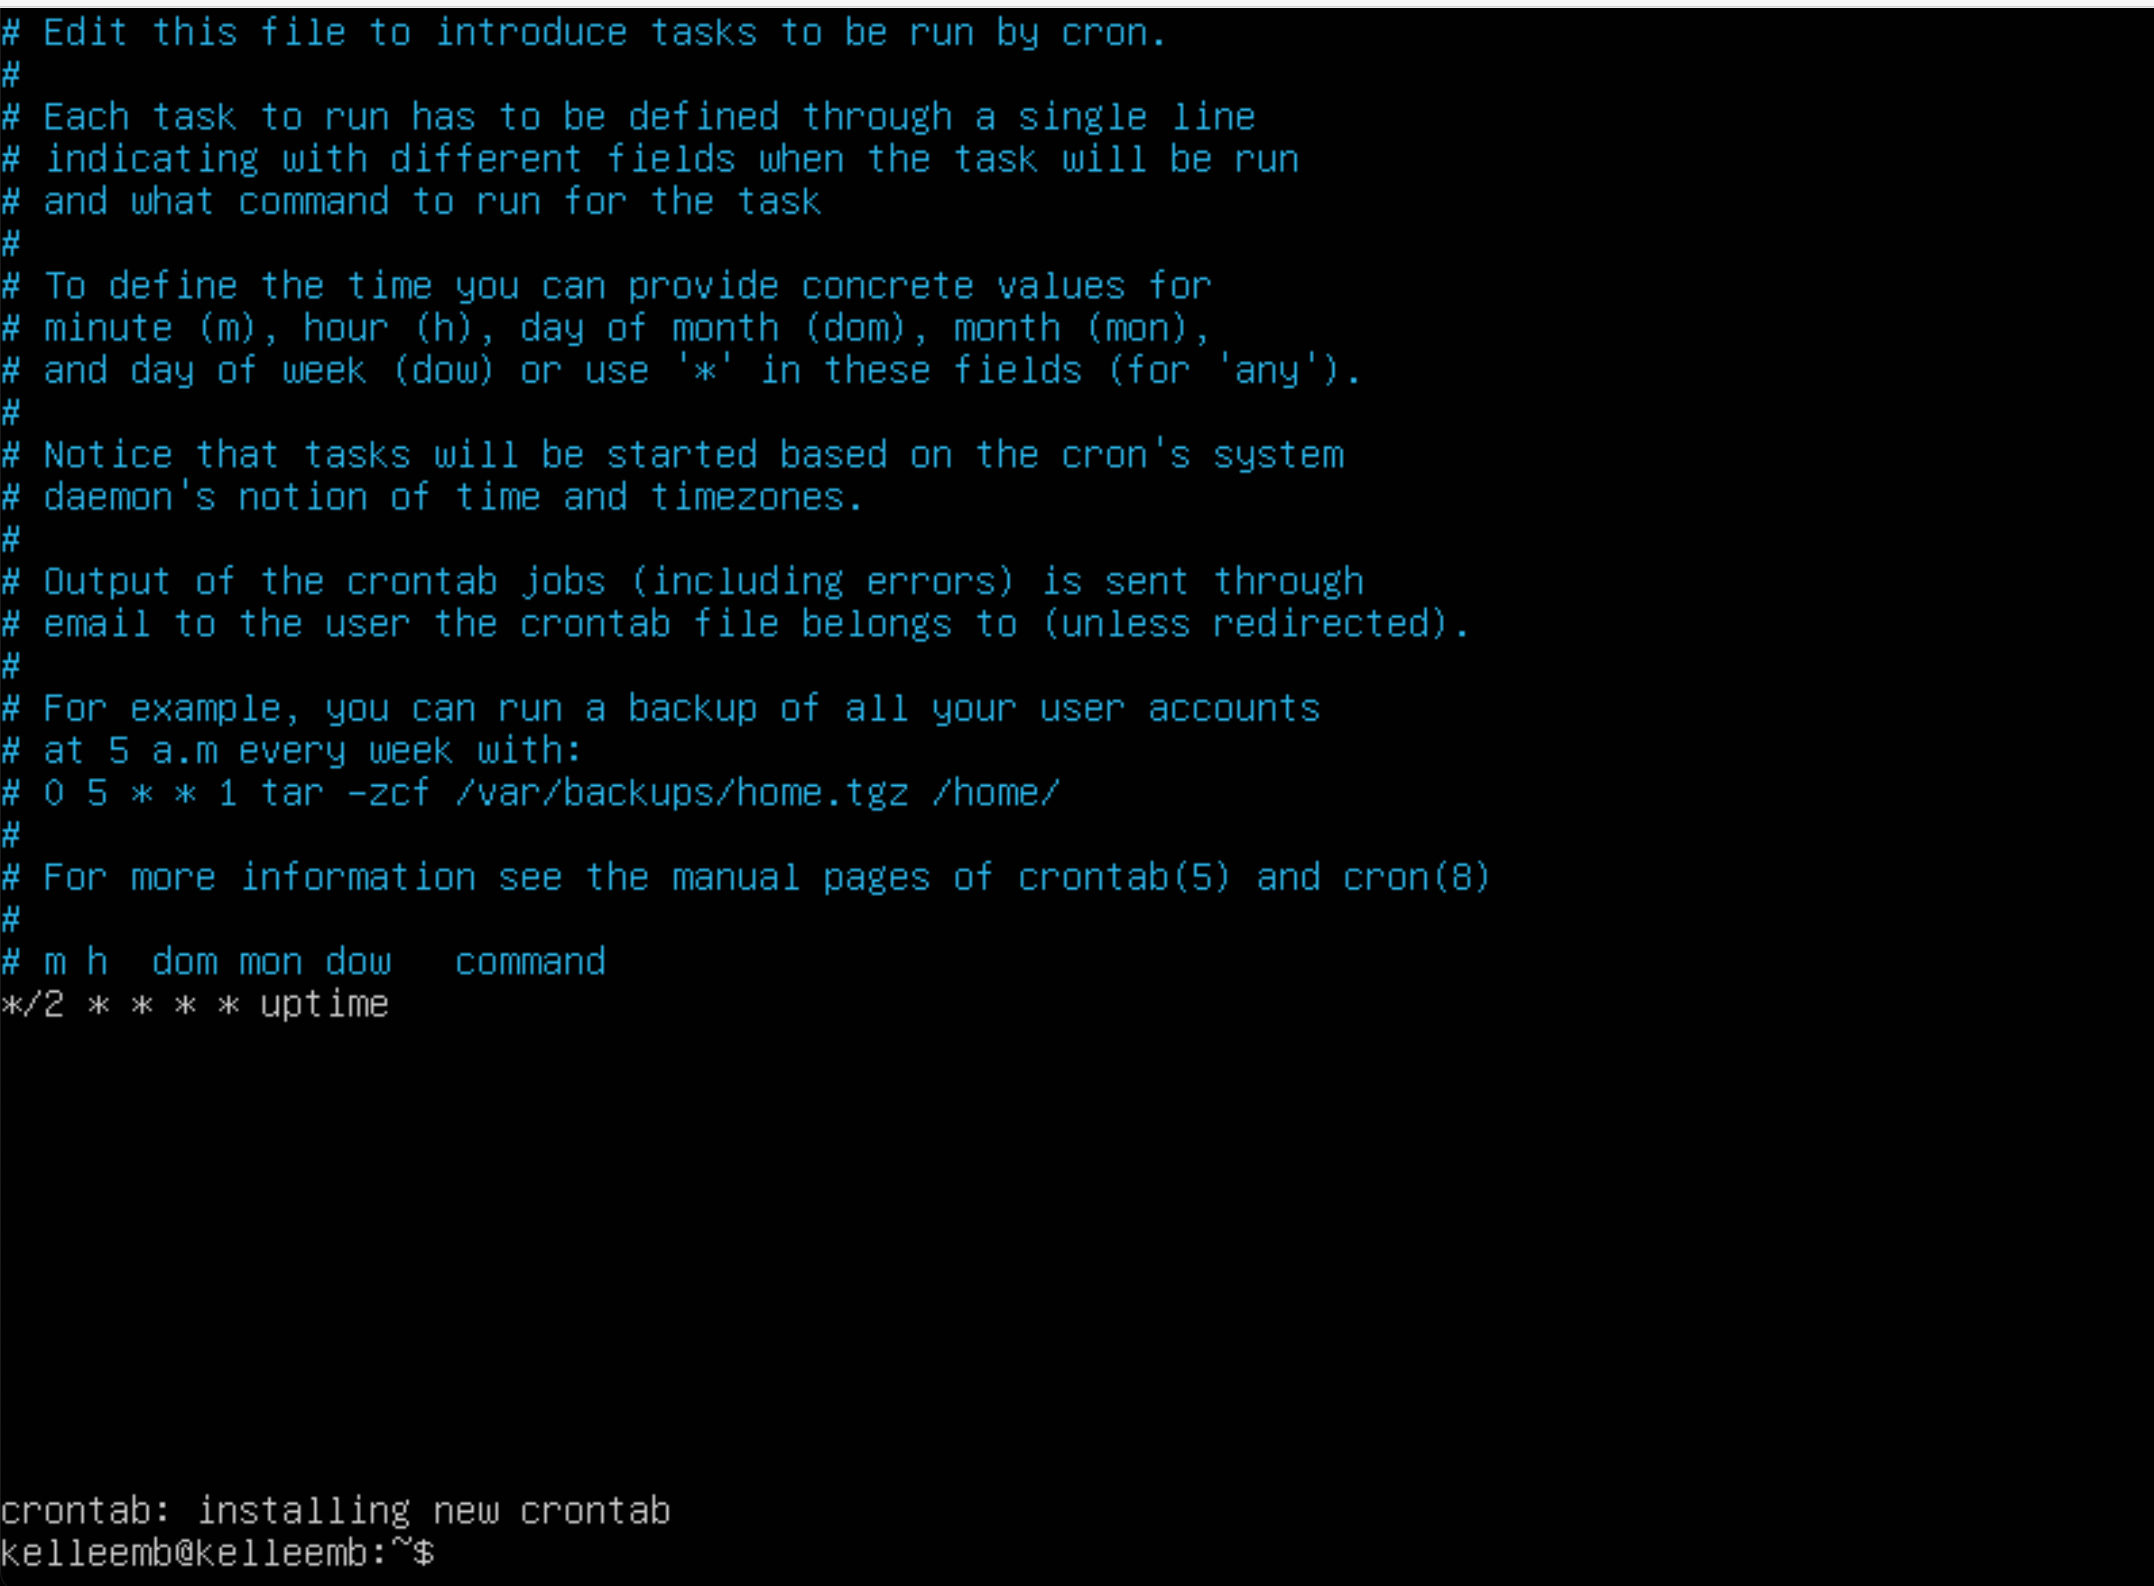 # Edit this file to introduce tasks to be run by cron.
#
# Each task to run has to be defined through a single line
# indicating with different fields when the task will be run
# and what command to run for the task
#
# To define the time you can provide concrete values for
# minute (m), hour (h), day of month (dom), month (mon),
# and day of week (dow) or use '*' in these fields (for 'any').
#
# Notice that tasks will be started based on the cron's system
# daemon's notion of time and timezones.
#
# Output of the crontab jobs (including errors) is sent through
# email to the user the crontab file belongs to (unless redirected).
#
# For example, you can run a backup of all your user accounts
# at 5 a.m every week with:
# 0 5 * * 1 tar -zcf /var/backups/home.tgz /home/
#
# For more information see the manual pages of crontab(5) and cron(8)
#
# m h  dom mon dow   command
*/2 * * * * uptime
crontab: installing new crontab
kelleemb@kelleemb:~$